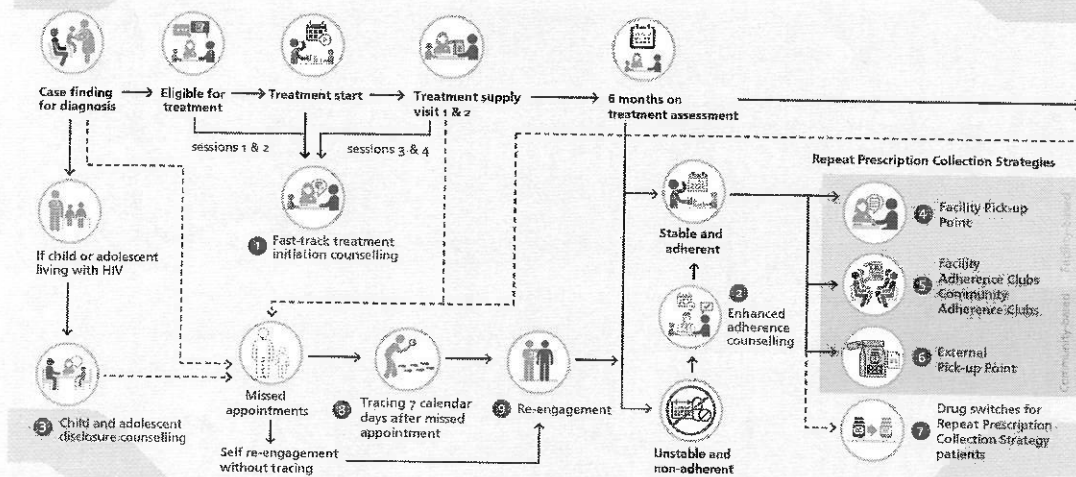 Case finding
for diagnosis
Eligible for
treatment
Treatment start
Treatment supply
visit 1 & 2
6 months on
treatment assessment
sessions 1 & 2
sessions 3 & 4
Repeat Prescription Collection Strategies
If child or adolescent
living with HIV
1 Fast-track treatment
initiation counselling
Stable and
adherent
4 Facility Pick-up
Point
Facility-based
2 Enhanced
adherence
counselling
5 Facility
Adherence Clubs
Community
Adherence Clubs
6 External
Pick-up Point
Community-based
3 Child and adolescent
disclosure counselling
Missed
appointments
8 Tracing 7 calendar
days after missed
appointment
9 Re-engagement
Self re-engagement
without tracing
Unstable and
non-adherent
7 Drug switches for
Repeat Prescription
Collection Strategy
patients